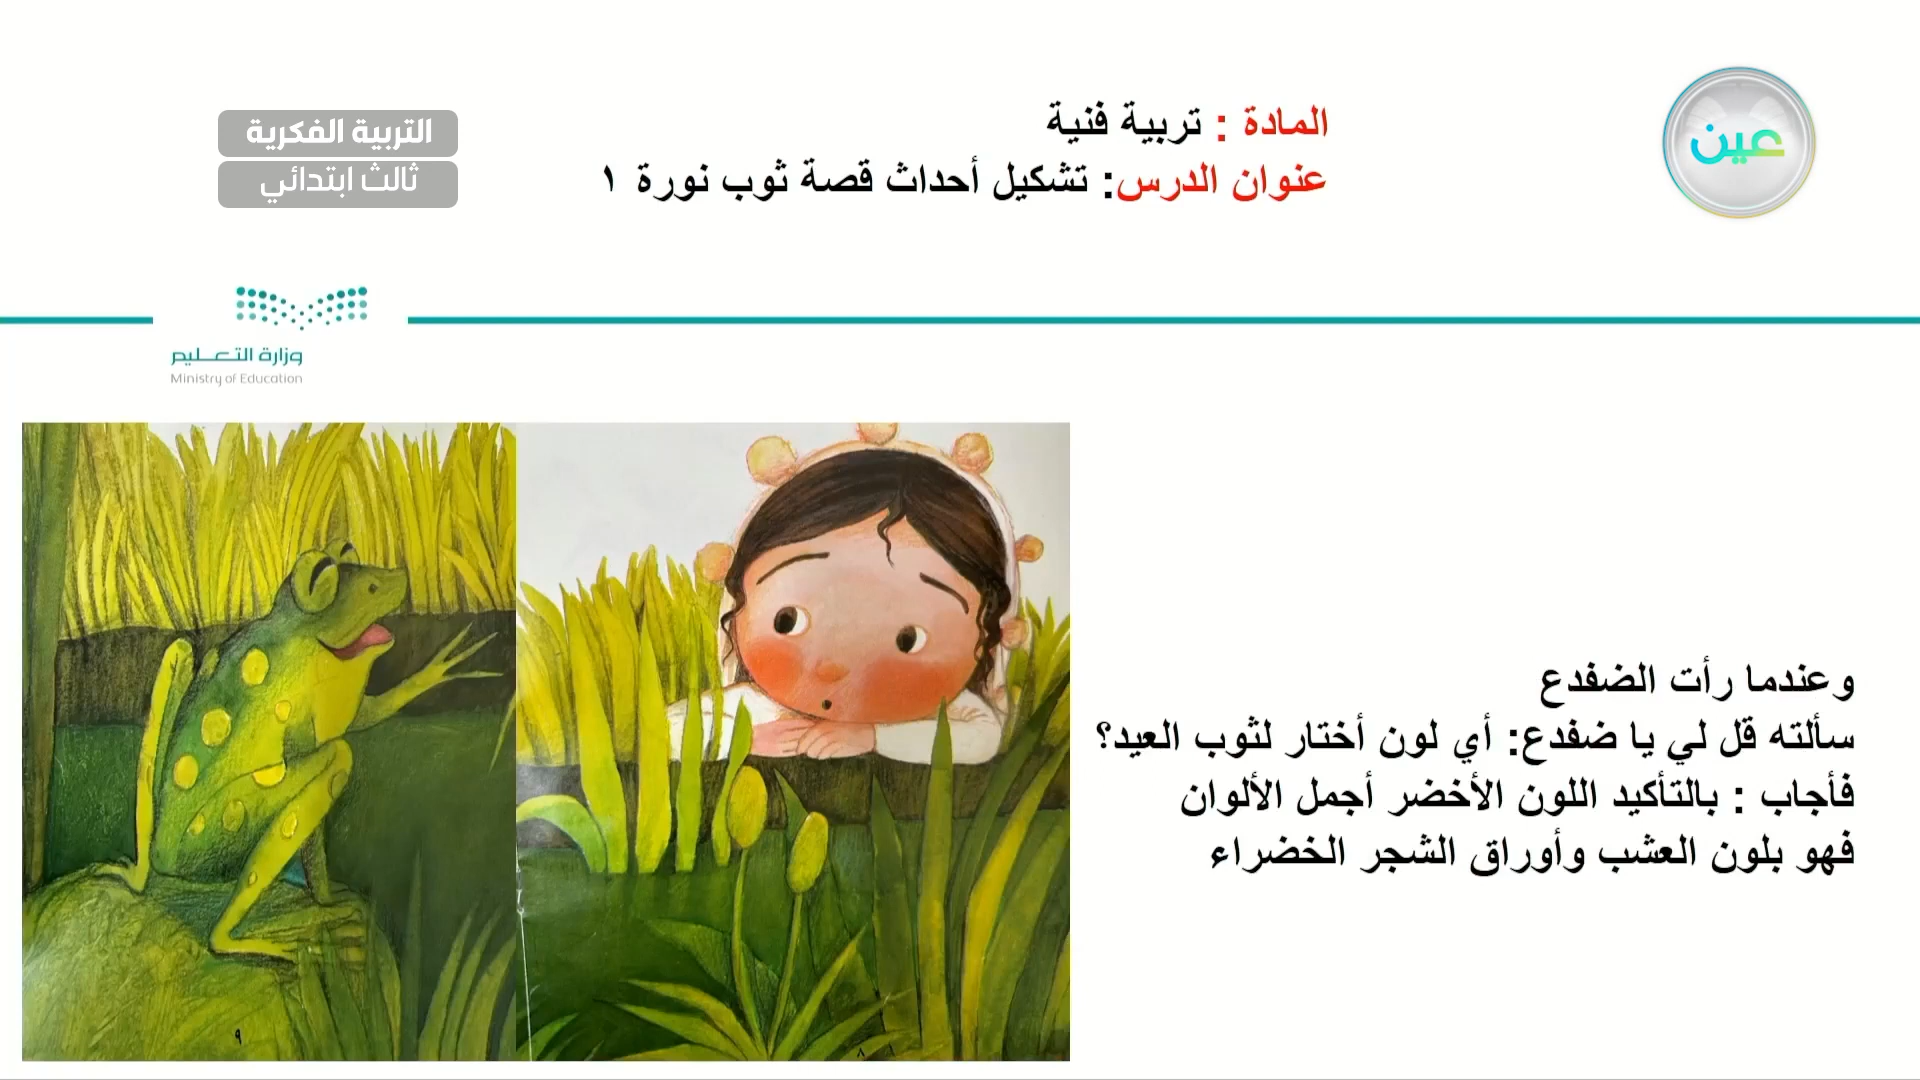 المادة : تربية فنية
عنوان الدرس: تشكيل أحداث قصة ثوب نورة ١
عين
التربية الفكرية
ثالث ابتدائي
وزارة التعليم
Ministry of Education
وعندما رأت الضفدع
سألته قل لي يا ضفدع: أي لون أختار لثوب العيد؟
فأجاب : بالتأكيد اللون الأخضر أجمل الألوان
فهو بلون العشب وأوراق الشجر الخضراء
٨
٩